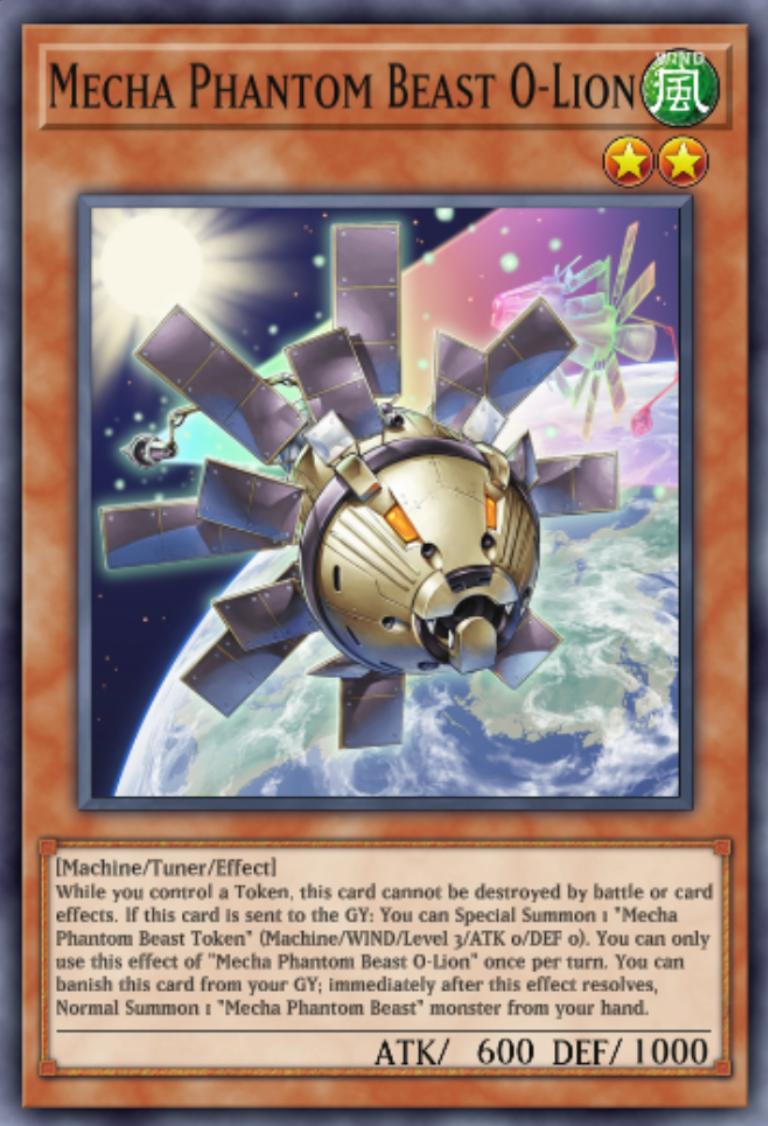 Mecha Phantom Beast O-Lion
WIND
風
[Machine/Tuner/Effect]
While you control a Token, this card cannot be destroyed by battle or card
effects. If this card is sent to the GY: You can Special Summon 1 "Mecha
Phantom Beast Token" (Machine/WIND/Level 3/ATK 0/DEF 0). You can only
use this effect of "Mecha Phantom Beast O-Lion" once per turn. You can
banish this card from your GY; immediately after this effect resolves,
Normal Summon 1 "Mecha Phantom Beast" monster from your hand.
ATK/ 600 DEF/ 1000